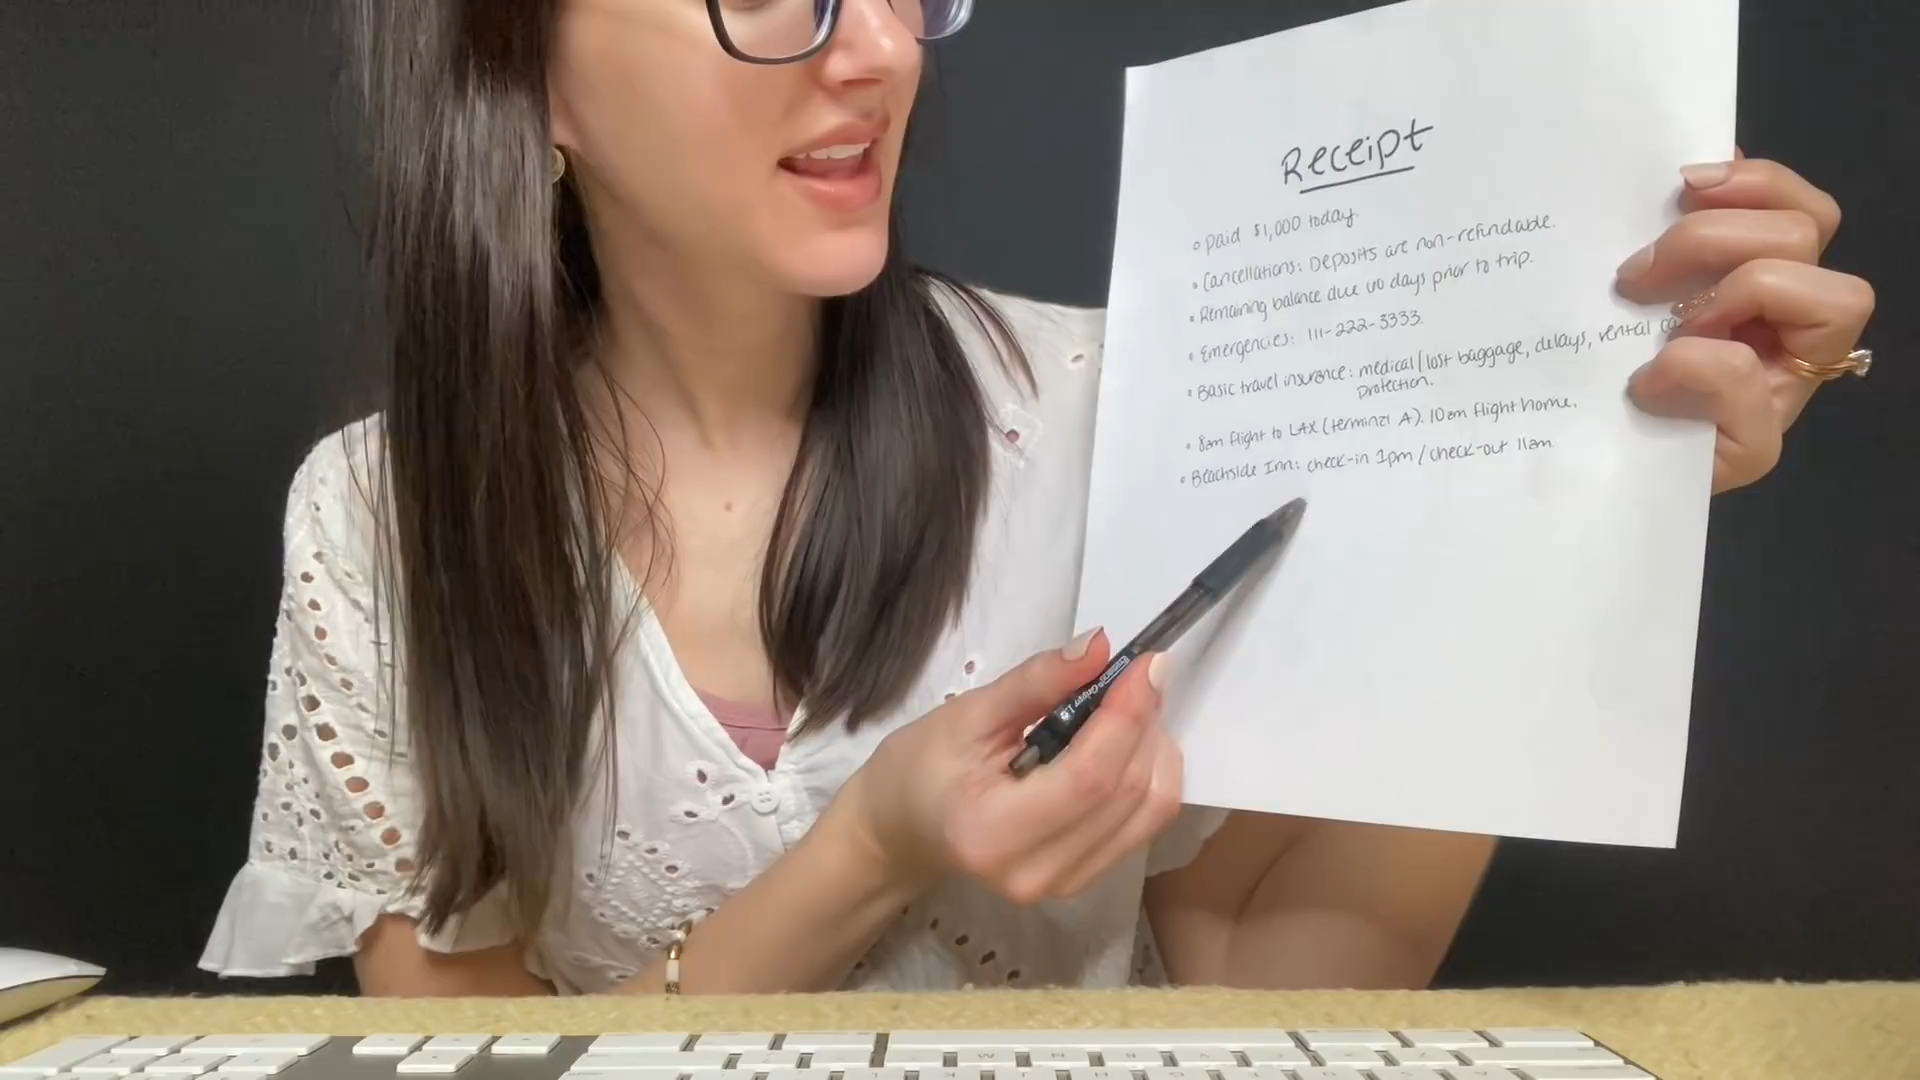 Receipt
• paid $1,000 today.
• Cancellations: Deposits are non-refundable.
• Remaining balance due 60 days prior to trip.
• Emergencies: 111-222-3333.
• Basic travel insurance: medical/lost baggage, delays, rental ca
protection.
• 8am flight to LAX (terminal A). 10am flight home.
• Beachside Inn: check-in 1pm / check-out 11am.